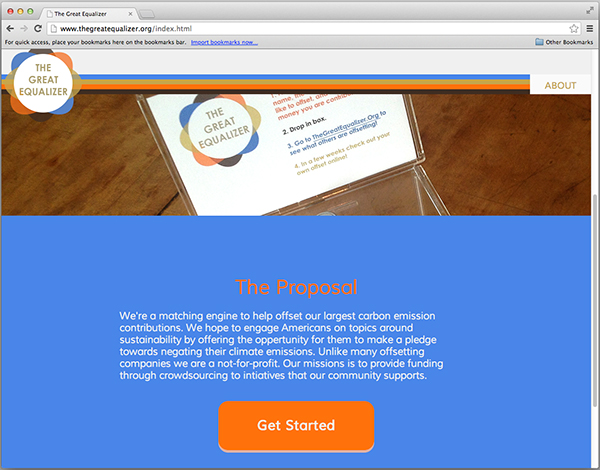 The Great Equalizer
www.thegreatequalizer.org/index.html
For quick access, place your bookmarks here on the bookmarks bar. Import bookmarks now...
Other Bookmarks
THE
GREAT
EQUALIZER
ABOUT
THE
GREAT
EQUALIZER
name,
like to offset, and
money you are contribu
2. Drop in box.
3. Go to TheGreatEqualizer.Org to
see what others are offsetting!
4. In a few weeks check out your
own offset online!
The Proposal
We're a matching engine to help offset our largest carbon emission
contributions. We hope to engage Americans on topics around
sustainability by offering the opportunity for them to make a pledge
towards negating their climate emissions. Unlike many offsetting
companies we are a not-for-profit. Our missions is to provide funding
through crowdsourcing to intiatives that our community supports.
Get Started